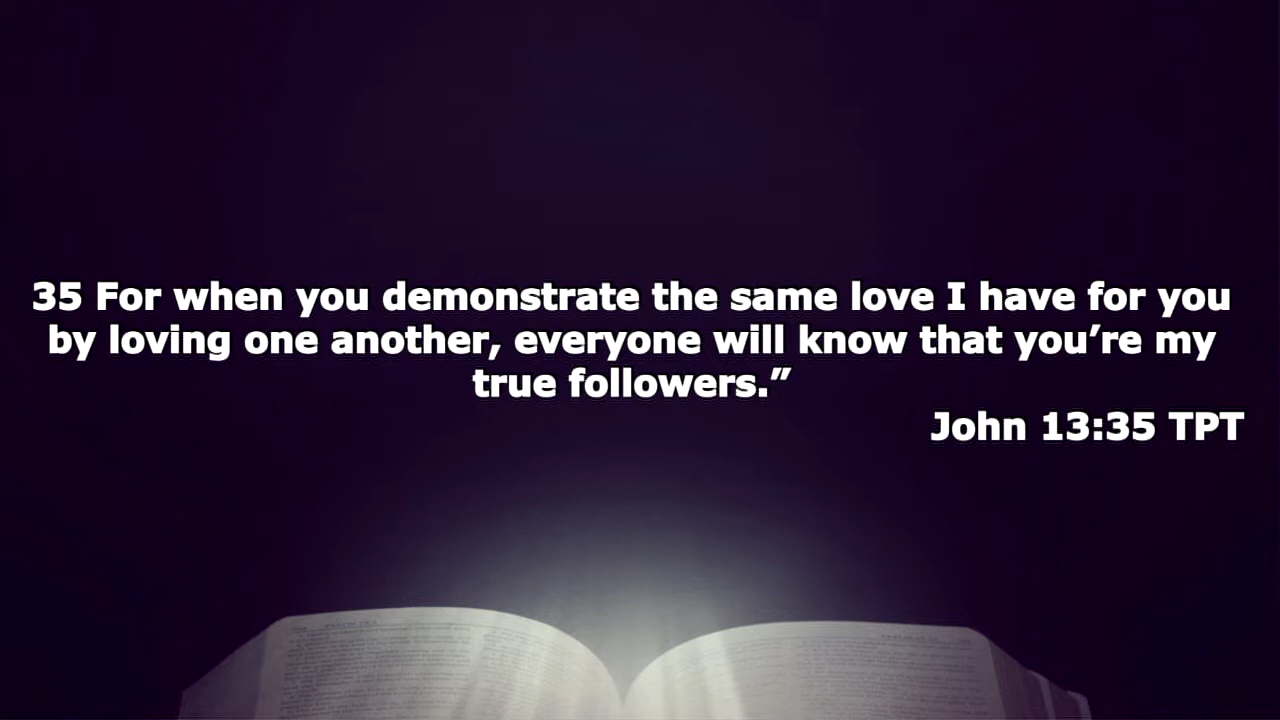 35 For when you demonstrate the same love I have for you
by loving one another, everyone will know that you’re my
true followers.”
John 13:35 TPT